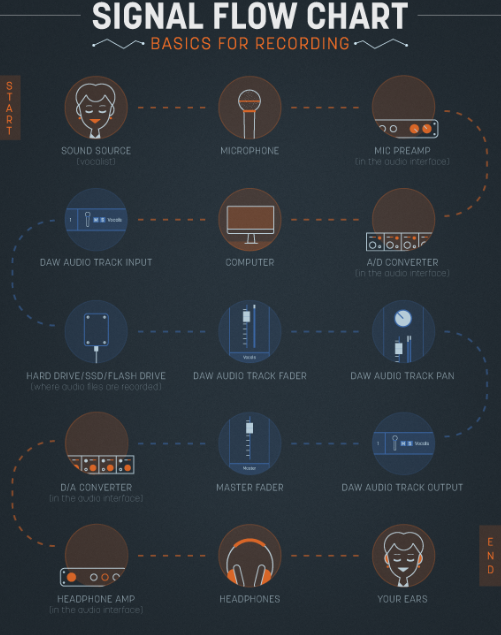 SIGNAL FLOW CHART
BASICS FOR RECORDING
START
SOUND SOURCE
(vocalist)
MICROPHONE
MIC PREAMP
(in the audio interface)
DAW AUDIO TRACK INPUT
1 Vocals
COMPUTER
A/D CONVERTER
(in the audio interface)
HARD DRIVE/SSD/FLASH DRIVE
(where audio files are recorded)
Vocals
DAW AUDIO TRACK FADER
DAW AUDIO TRACK PAN
D/A CONVERTER
(in the audio interface)
Master
MASTER FADER
1 Vocals
DAW AUDIO TRACK OUTPUT
HEADPHONE AMP
(in the audio interface)
HEADPHONES
YOUR EARS
END